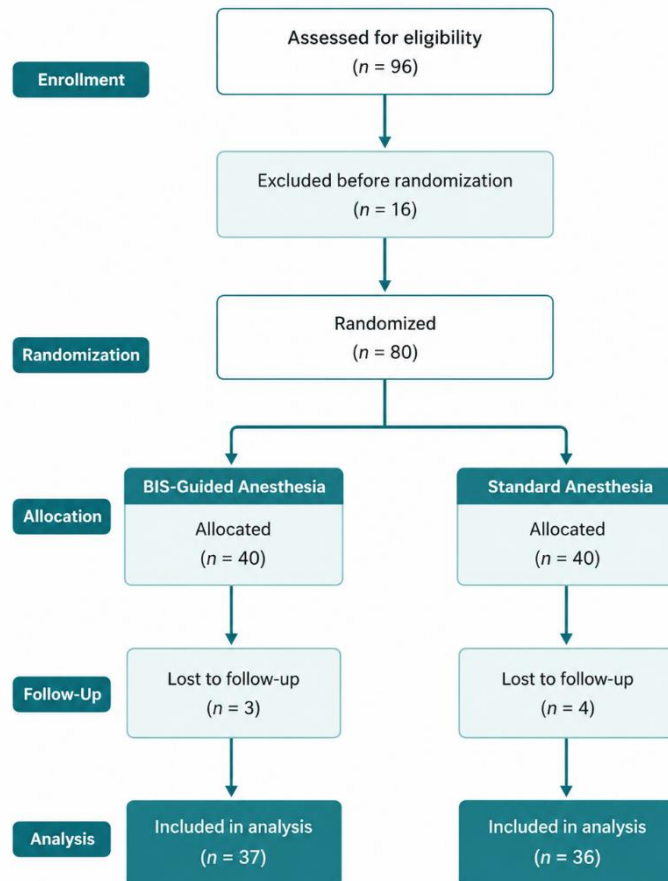 Assessed for eligibility
(n = 96)
Enrollment
Excluded before randomization
(n = 16)
Randomized
(n = 80)
Randomization
BIS-Guided Anesthesia
Standard Anesthesia
Allocation
Allocated
(n = 40)
Allocated
(n = 40)
Follow-Up
Lost to follow-up
(n = 3)
Lost to follow-up
(n = 4)
Analysis
Included in analysis
(n = 37)
Included in analysis
(n = 36)